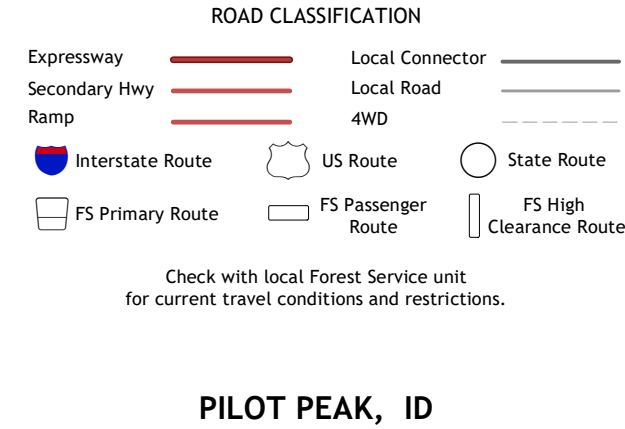 ROAD CLASSIFICATION
Expressway
Local Connector
Secondary Hwy
Local Road
Ramp
4WD
Interstate Route
US Route
State Route
FS Primary Route
FS Passenger
Route
FS High
Clearance Route
Check with local Forest Service unit
for current travel conditions and restrictions.
PILOT PEAK, ID